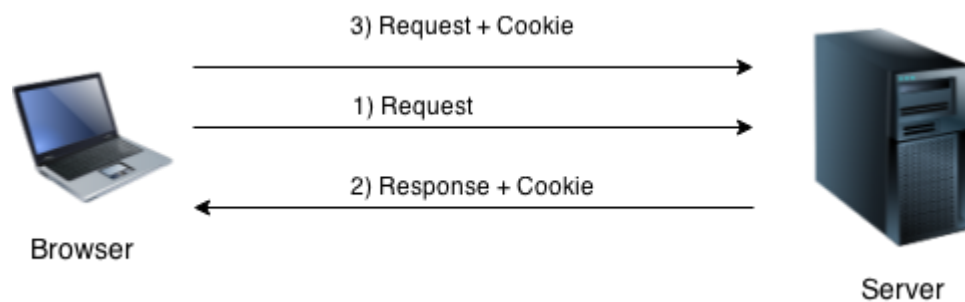 3) Request + Cookie
1) Request
2) Response + Cookie
Browser
Server